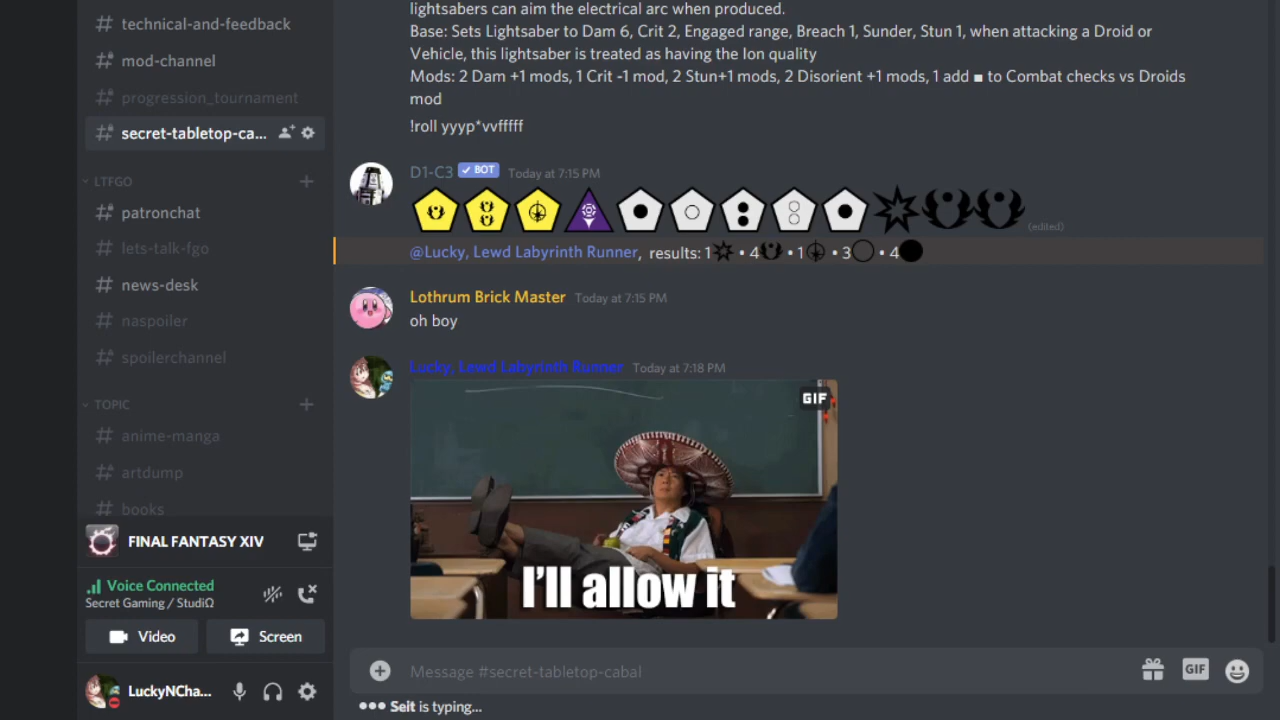 technical-and-feedback
mod-channel
progression_tournament
secret-tabletop-ca...
LTFGO
patronchat
lets-talk-fgo
news-desk
naspoiler
spoilerchannel
TOPIC
anime-manga
artdump
books
FINAL FANTASY XIV
Voice Connected
Secret Gaming / StudiΩ
Video
Screen
LuckyNCha...
lightsabers can aim the electrical arc when produced.
Base: Sets Lightsaber to Dam 6, Crit 2, Engaged range, Breach 1, Sunder, Stun 1, when attacking a Droid or
Vehicle, this lightsaber is treated as having the Ion quality
Mods: 2 Dam +1 mods, 1 Crit -1 mod, 2 Stun+1 mods, 2 Disorient +1 mods, 1 add ■ to Combat checks vs Droids
mod
!roll yyyp*vvfffff
D1-C3 ✓ BOT Today at 7:15 PM
(edited)
@Lucky, Lewd Labyrinth Runner, results: 1 • 4 • 1 • 3 • 4
Lothrum Brick Master Today at 7:15 PM
oh boy
Lucky, Lewd Labyrinth Runner Today at 7:18 PM
GIF
I'll allow it
Message #secret-tabletop-cabal
GIF
Seit is typing...